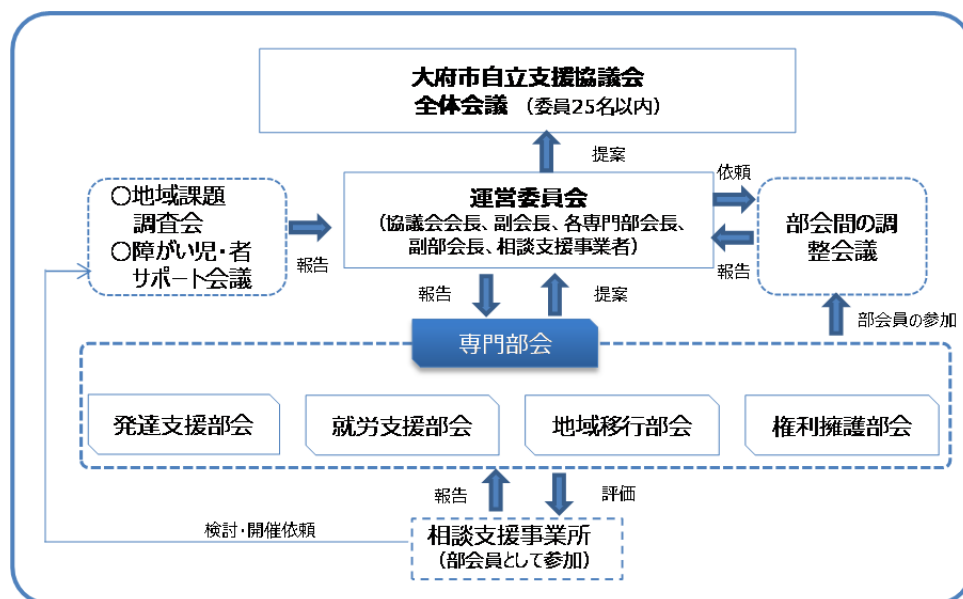 大府市自立支援協議会
全体会議 （委員25名以内）
提案
依頼
〇地域課題
調査会
〇障がい児・者
サポート会議
報告
運営委員会
（協議会会長、副会長、各専門部会長、
副部会長、相談支援事業者）
部会間の調
整会議
報告
報告
提案
部会員の参加
専門部会
発達支援部会
就労支援部会
地域移行部会
権利擁護部会
報告
評価
検討・開催依頼
相談支援事業所
（部会員として参加）